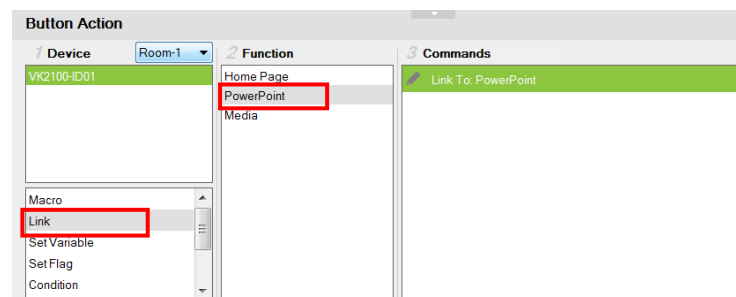 Button Action
1 Device
Room-1
2 Function
3 Commands
VK2100-ID01
Home Page
PowerPoint
Media
Link To: PowerPoint
Macro
Link
Set Variable
Set Flag
Condition